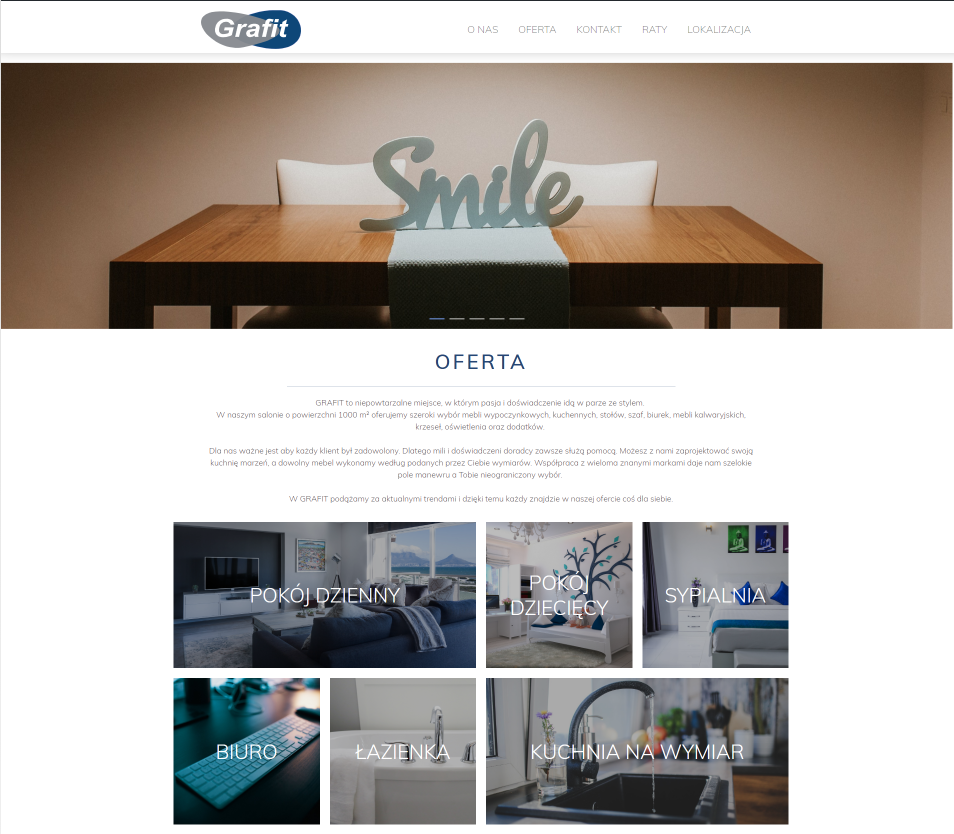 Grafit
O NAS OFERTA KONTAKT RATY LOKALIZACJA
Smile
OFERTA
GRAFIT to niepowtarzalne miejsce, w którym pasja i doświadczenie idą w parze ze stylem.
W naszym salonie o powierzchni 1000 m² oferujemy szeroki wybór mebli wypoczynkowych, kuchennych, stołów, szaf, biurek, mebli kalwaryjskich,
krzeseł, oświetlenia oraz dodatków.
Dla nas ważne jest aby każdy klient był zadowolony. Dlatego mili i doświadczeni doradcy zawsze służą pomocą. Możesz z nami zaprojektować swoją
kuchnię marzeń, a dowolny mebel wykonamy według podanych przez Ciebie wymiarów. Współpraca z wieloma znanymi markami daje nam szelokie
pole manewru a Tobie nieograniczony wybór.
W GRAFIT podążamy za aktualnymi trendami i dzięki temu każdy znajdzie w naszej ofercie coś dla siebie.
POKÓJ DZIENNY
POKÓJ
DZIECIĘCY
SYPIALNIA
BIURO
ŁAZIENKA
KUCHNIA NA WYMIAR